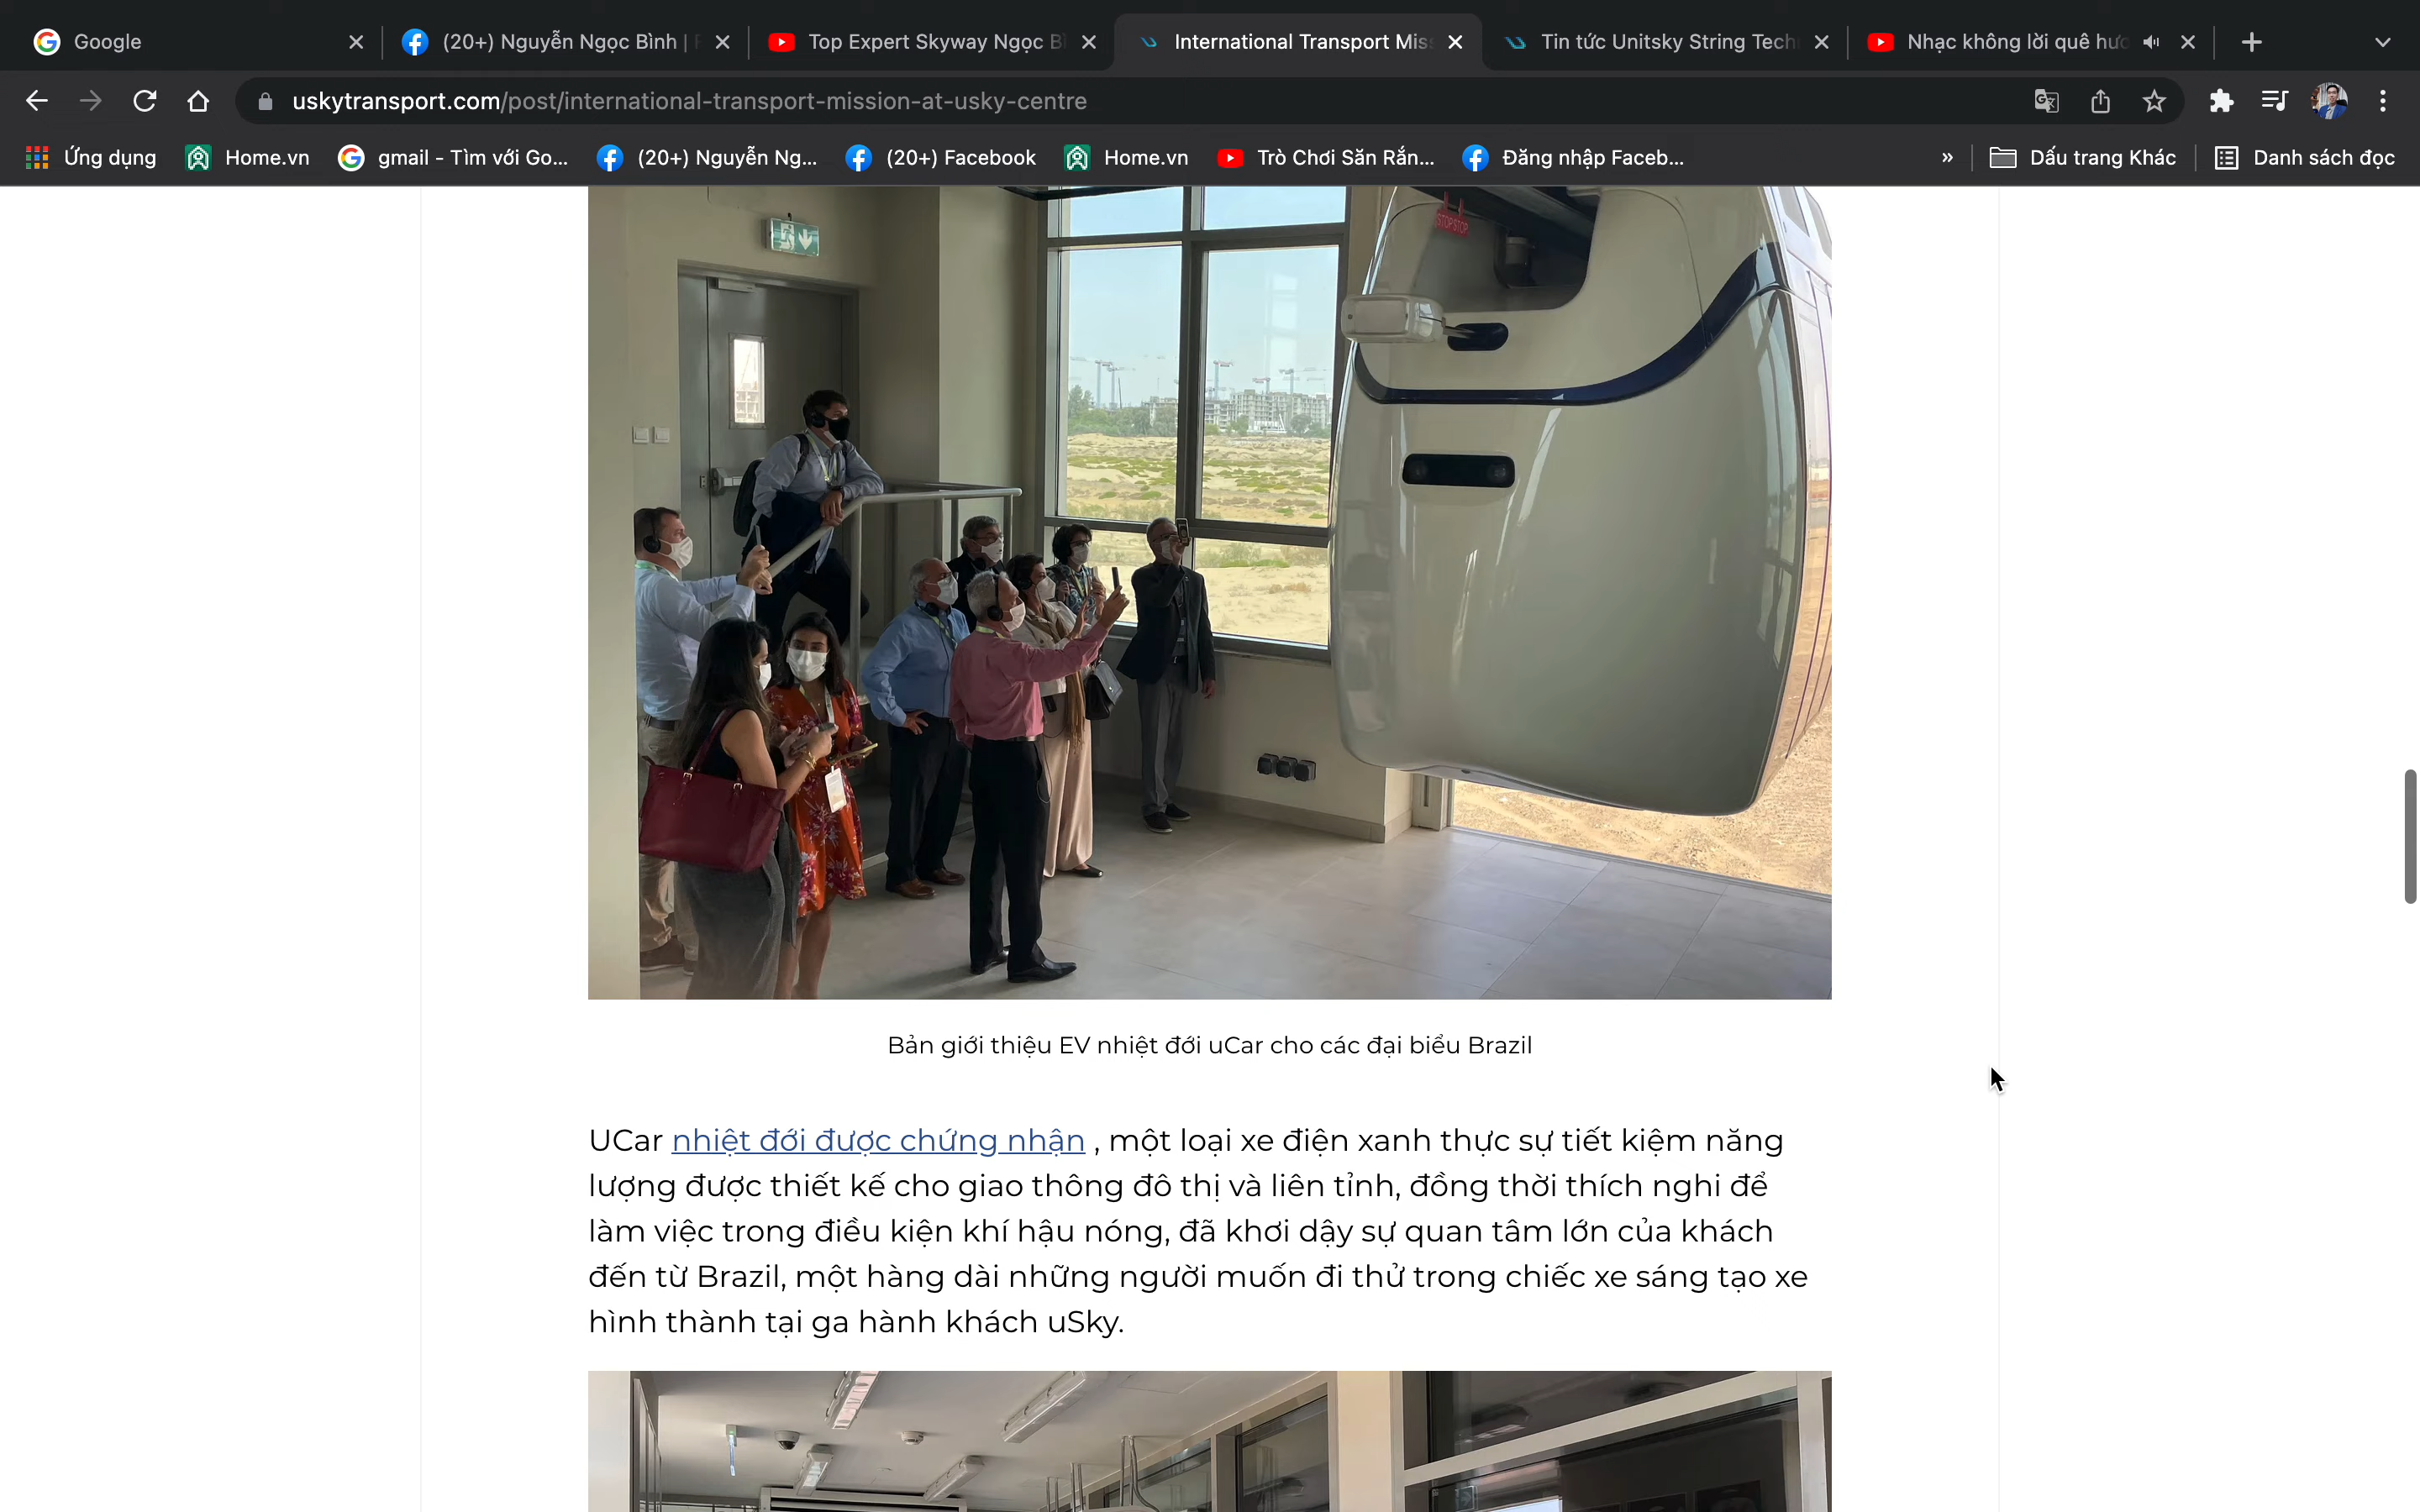 Google
(20+) Nguyễn Ngọc Bình |
Top Expert Skyway Ngọc
International Transport
Tin tức Unitsky String
Nhạc không lời quê
uskytransport.com/post/international-transport-mission-at-usky-centre
Ứng dụng
Home.vn
gmail - Tìm với Go...
(20+) Nguyễn Ng...
(20+) Facebook
Home.vn
Trò Chơi Săn Rắn...
Đăng nhập Faceb...
»
Dấu trang Khác
Danh sách đọc
STOP STOP
Bản giới thiệu EV nhiệt đới uCar cho các đại biểu Brazil
UCar nhiệt đới được chứng nhận , một loại xe điện xanh thực sự tiết kiệm năng
lượng được thiết kế cho giao thông đô thị và liên tỉnh, đồng thời thích nghi để
làm việc trong điều kiện khí hậu nóng, đã khơi dậy sự quan tâm lớn của khách
đến từ Brazil, một hàng dài những người muốn đi thử trong chiếc xe sáng tạo xe
hình thành tại ga hành khách uSky.